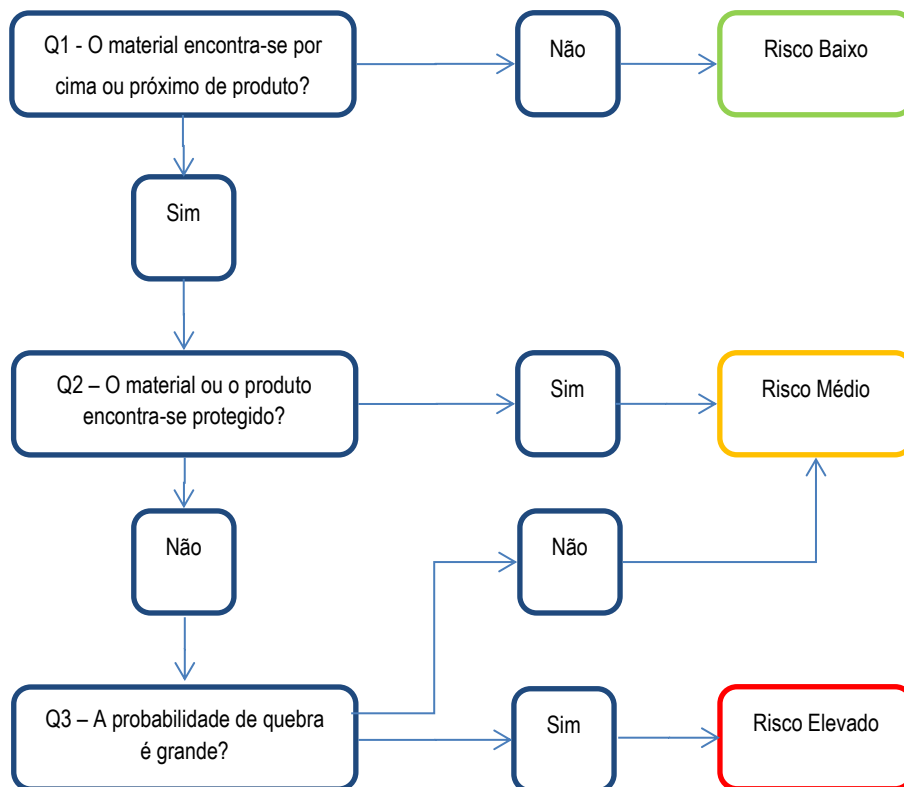 Q1 - O material encontra-se por
cima ou próximo de produto?
Não
Risco Baixo
Sim
Q2 – O material ou o produto
encontra-se protegido?
Sim
Risco Médio
Não
Não
Q3 – A probabilidade de quebra
é grande?
Sim
Risco Elevado